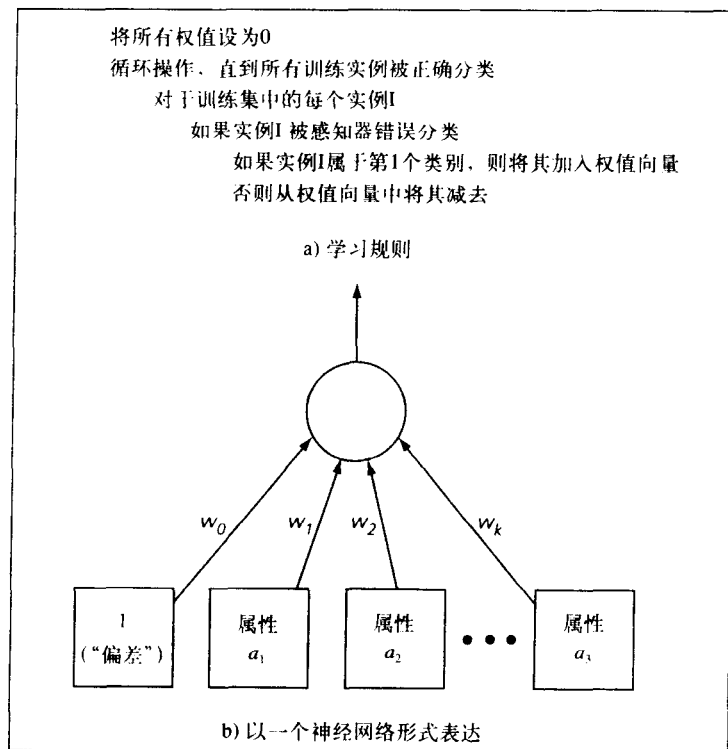 将所有权值设为0
循环操作，直到所有训练实例被正确分类
对于训练集中的每个实例I
如果实例I 被感知器错误分类
如果实例I属于第1个类别，则将其加入权值向量
否则从权值向量中将其减去
a) 学习规则
w0 w1 w2 wk
1 属性 属性 属性
(“偏差”) a1 a2 • • • a3
b) 以一个神经网络形式表达